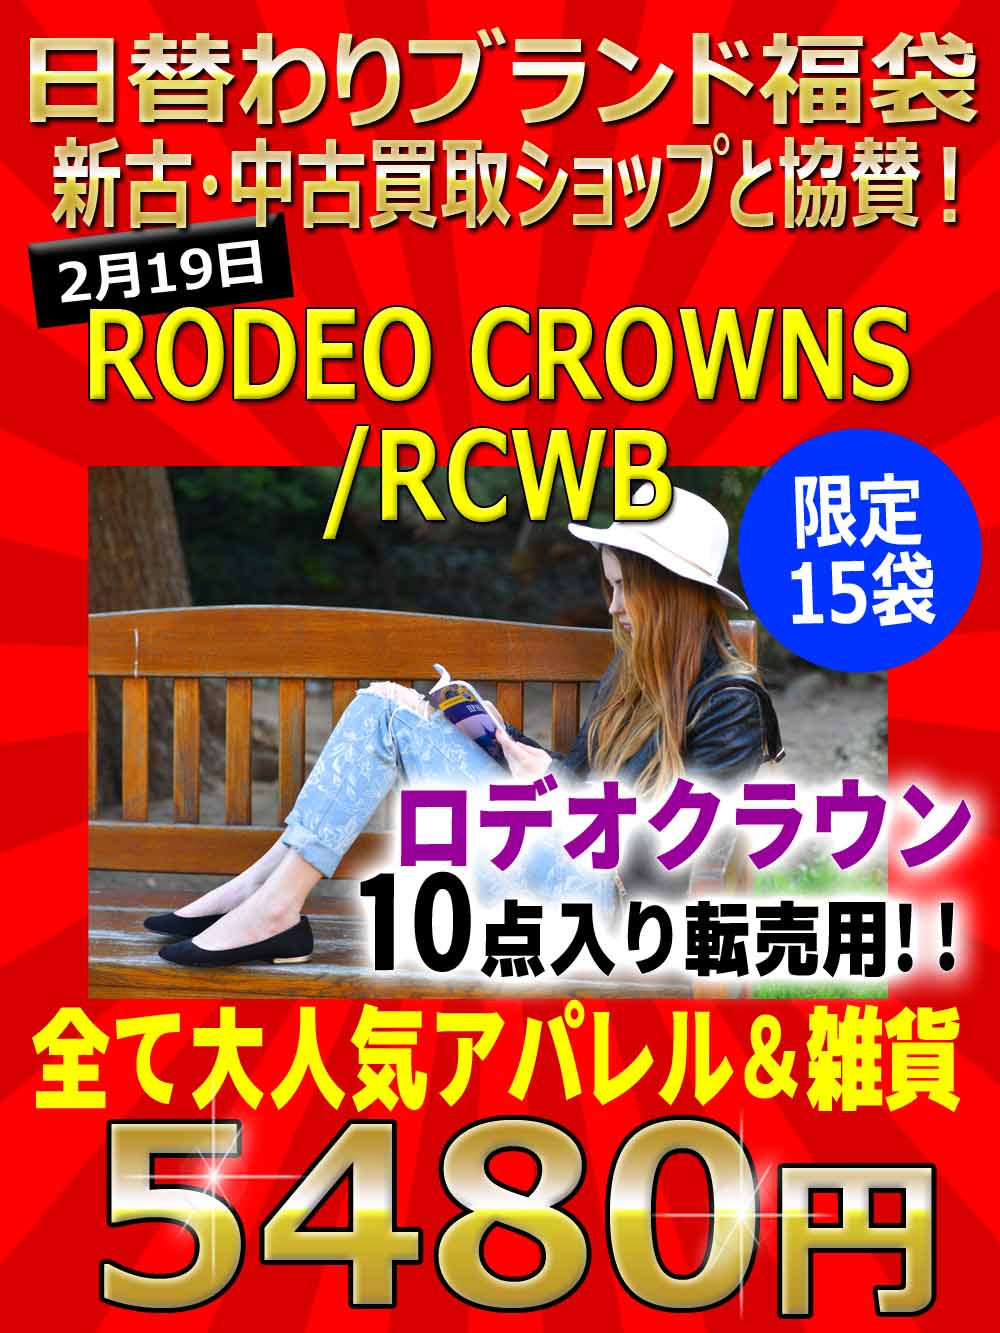 日替わりブランド福袋
新古・中古買取ショップと協賛！
2月19日
RODEO CROWNS
/RCWB
限定
15袋
ロデオクラウン
10点入り転売用!!
全て大人気アパレル＆雑貨
5480円